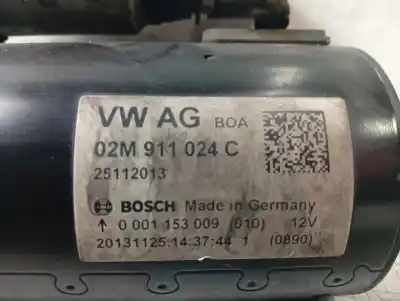 VW AG BOA
02M 911 024 C
25112013
BOSCH Made in Germany
↑ 0 001 153 009 (010) 12V
20131125.14.37:44 1 (0890)